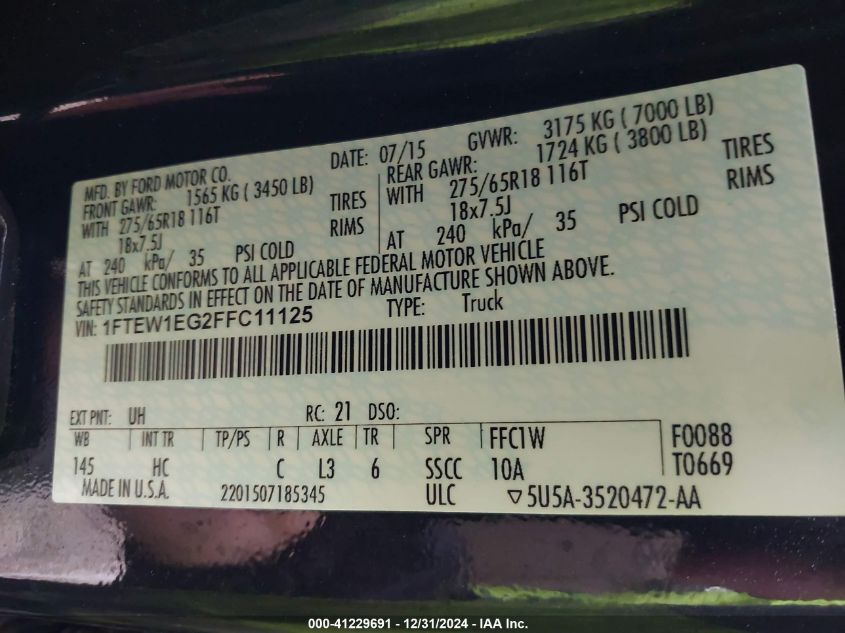 MFD. BY FORD MOTOR CO.
DATE: 07/15 GVWR: 3175 KG ( 7000 LB)
FRONT GAWR: 1565 KG ( 3450 LB) REAR GAWR: 1724 KG ( 3800 LB)
WITH 275/65R18 116T TIRES WITH 275/65R18 116T TIRES
18x7.5J RIMS 18x7.5J RIMS
AT 240 kPa/ 35 PSI COLD AT 240 kPa/ 35 PSI COLD
THIS VEHICLE CONFORMS TO ALL APPLICABLE FEDERAL MOTOR VEHICLE
SAFETY STANDARDS IN EFFECT ON THE DATE OF MANUFACTURE SHOWN ABOVE.
VIN: 1FTEW1EG2FFC11125 TYPE: Truck
EXT PNT: UH RC: 21 DSO:
WB INT TR TP/PS R AXLE TR SPR FFC1W F0088
145 HC C L3 6 SSCC 10A T0669
MADE IN U.S.A. 2201507185345 ULC ▽5U5A-3520472-AA
000-41229691 - 12/31/2024 - IAA Inc.